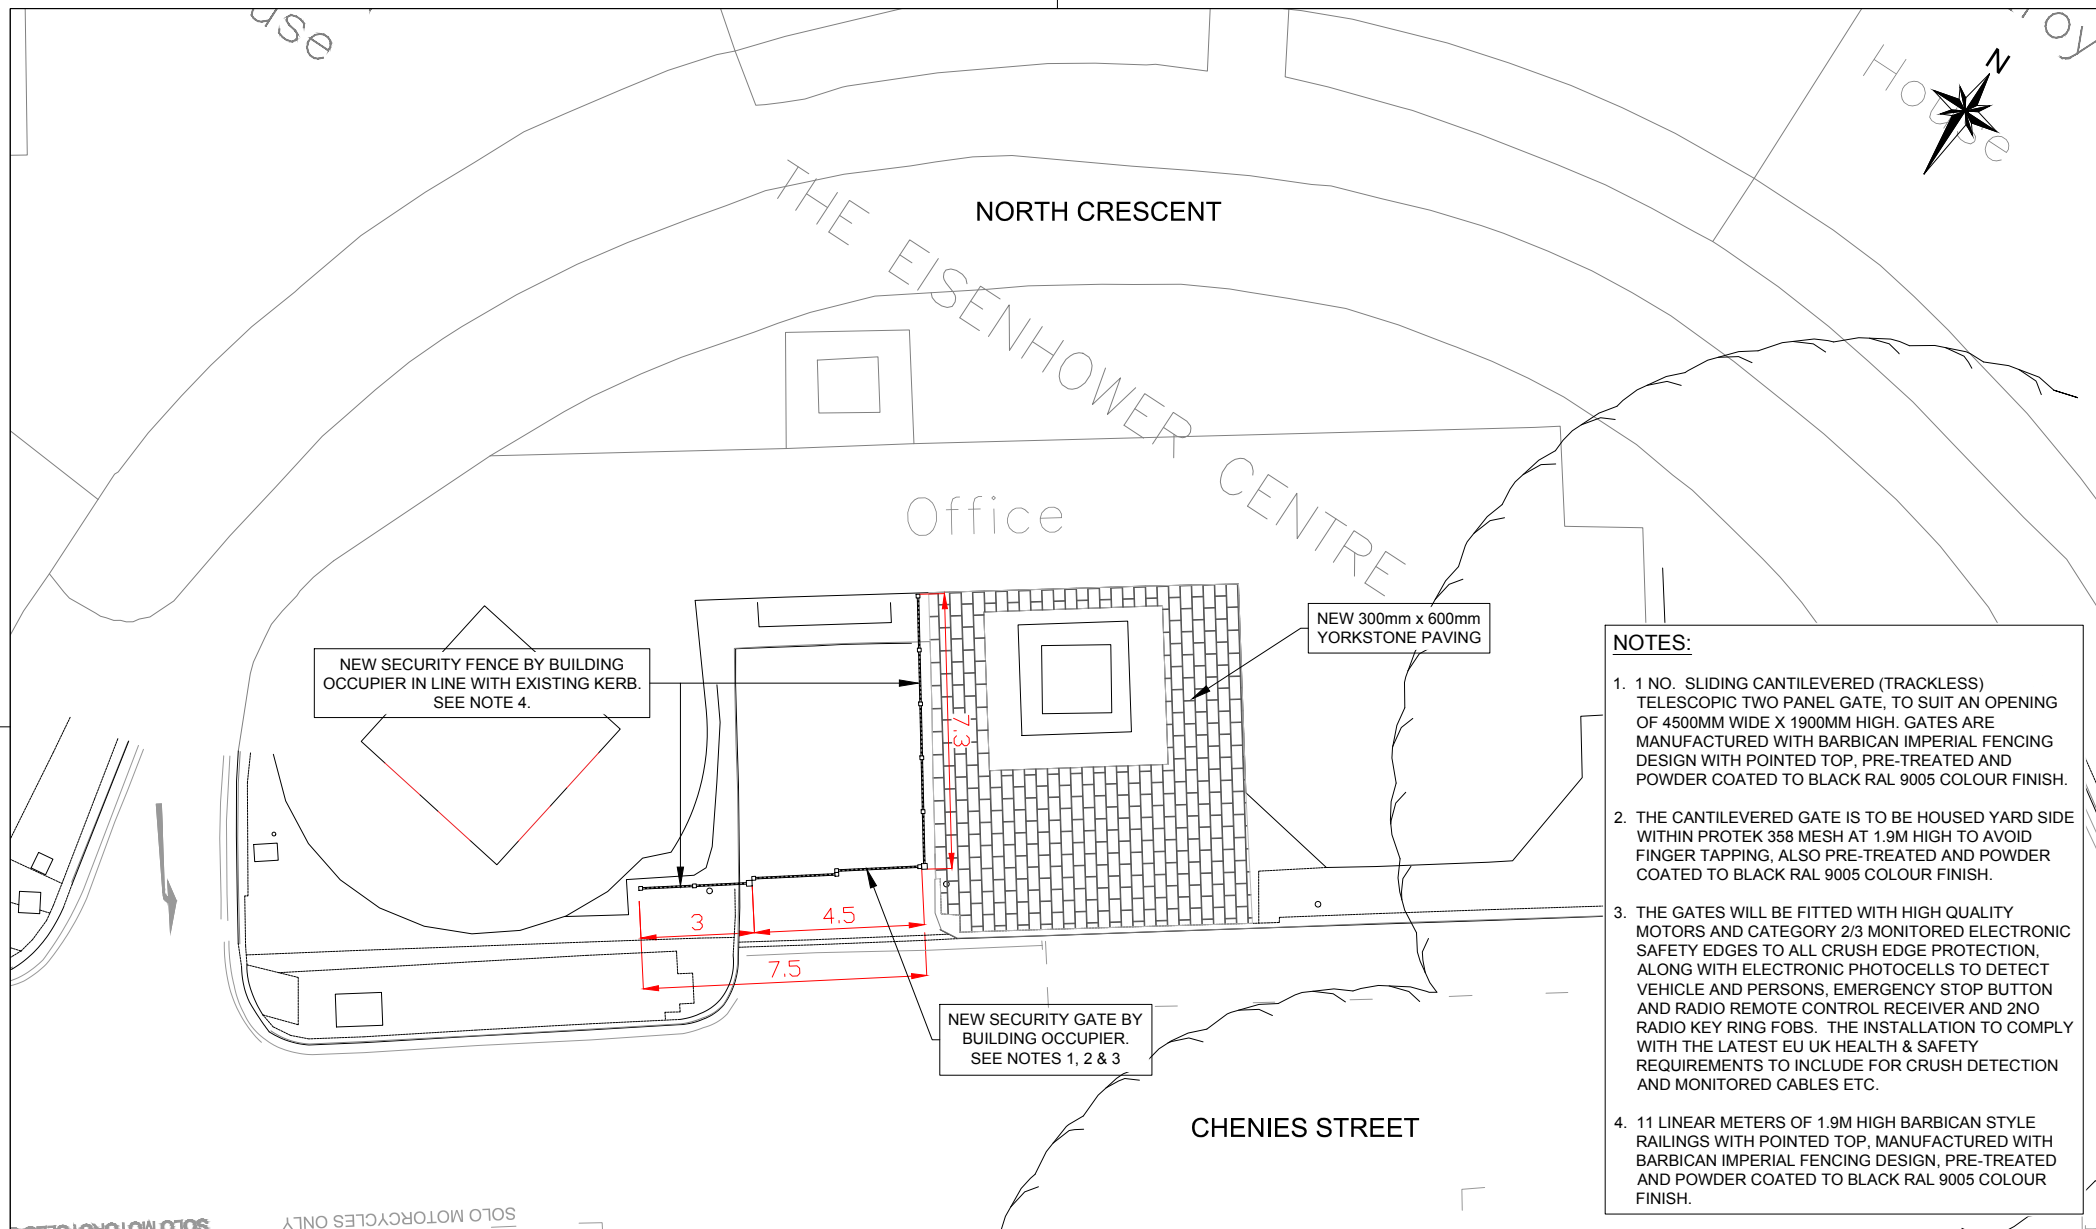 use
roy
House
N
NORTH CRESCENT
THE EISENHOWER CENTRE
Office
NEW SECURITY FENCE BY BUILDING
OCCUPIER IN LINE WITH EXISTING KERB.
SEE NOTE 4.
NEW 300mm x 600mm
YORKSTONE PAVING
7.3
3
4.5
7.5
NEW SECURITY GATE BY
BUILDING OCCUPIER.
SEE NOTES 1, 2 & 3
CHENIES STREET
SOLO MOTORCYCLES ONLY
NOTES:
1. 1 NO. SLIDING CANTILEVERED (TRACKLESS)
TELESCOPIC TWO PANEL GATE, TO SUIT AN OPENING
OF 4500MM WIDE X 1900MM HIGH. GATES ARE
MANUFACTURED WITH BARBICAN IMPERIAL FENCING
DESIGN WITH POINTED TOP, PRE-TREATED AND
POWDER COATED TO BLACK RAL 9005 COLOUR FINISH.
2. THE CANTILEVERED GATE IS TO BE HOUSED YARD SIDE
WITHIN PROTEK 358 MESH AT 1.9M HIGH TO AVOID
FINGER TAPPING, ALSO PRE-TREATED AND POWDER
COATED TO BLACK RAL 9005 COLOUR FINISH.
3. THE GATES WILL BE FITTED WITH HIGH QUALITY
MOTORS AND CATEGORY 2/3 MONITORED ELECTRONIC
SAFETY EDGES TO ALL CRUSH EDGE PROTECTION,
ALONG WITH ELECTRONIC PHOTOCELLS TO DETECT
VEHICLE AND PERSONS, EMERGENCY STOP BUTTON
AND RADIO REMOTE CONTROL RECEIVER AND 2NO
RADIO KEY RING FOBS. THE INSTALLATION TO COMPLY
WITH THE LATEST EU UK HEALTH & SAFETY
REQUIREMENTS TO INCLUDE FOR CRUSH DETECTION
AND MONITORED CABLES ETC.
4. 11 LINEAR METERS OF 1.9M HIGH BARBICAN STYLE
RAILINGS WITH POINTED TOP, MANUFACTURED WITH
BARBICAN IMPERIAL FENCING DESIGN, PRE-TREATED
AND POWDER COATED TO BLACK RAL 9005 COLOUR
FINISH.